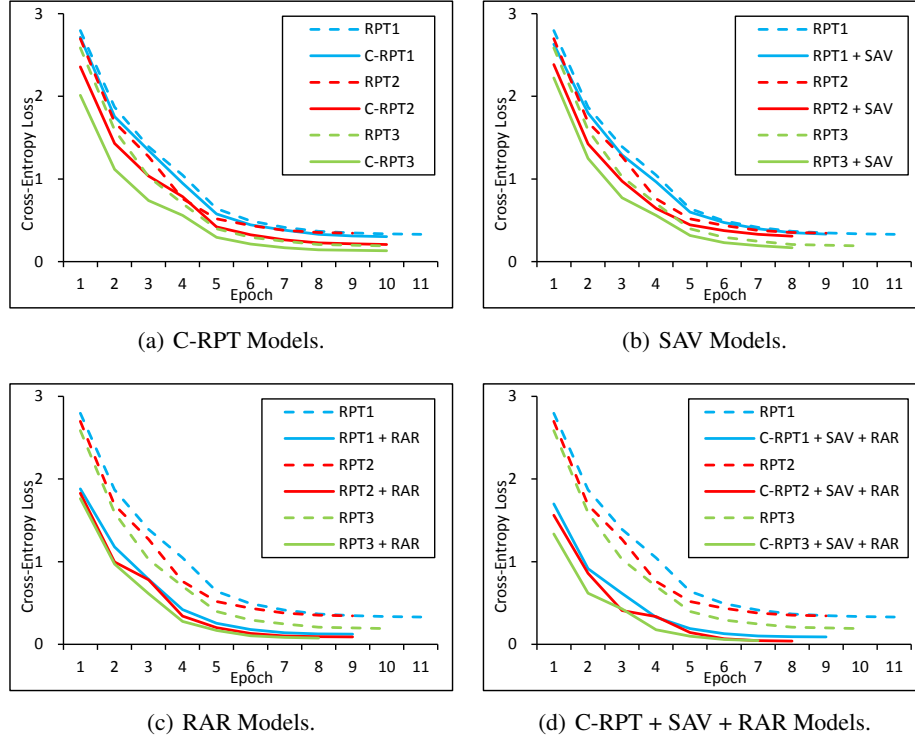 3
2
1
0
Cross-Entropy Loss
1 2 3 4 5 6 7 8 9 10 11
Epoch
RPT1
C-RPT1
RPT2
C-RPT2
RPT3
C-RPT3
(a) C-RPT Models.
3
2
1
0
Cross-Entropy Loss
1 2 3 4 5 6 7 8 9 10 11
Epoch
RPT1
RPT1 + SAV
RPT2
RPT2 + SAV
RPT3
RPT3 + SAV
(b) SAV Models.
3
2
1
0
Cross-Entropy Loss
1 2 3 4 5 6 7 8 9 10 11
Epoch
RPT1
RPT1 + RAR
RPT2
RPT2 + RAR
RPT3
RPT3 + RAR
(c) RAR Models.
3
2
1
0
Cross-Entropy Loss
1 2 3 4 5 6 7 8 9 10 11
Epoch
RPT1
C-RPT1 + SAV + RAR
RPT2
C-RPT2 + SAV + RAR
RPT3
C-RPT3 + SAV + RAR
(d) C-RPT + SAV + RAR Models.